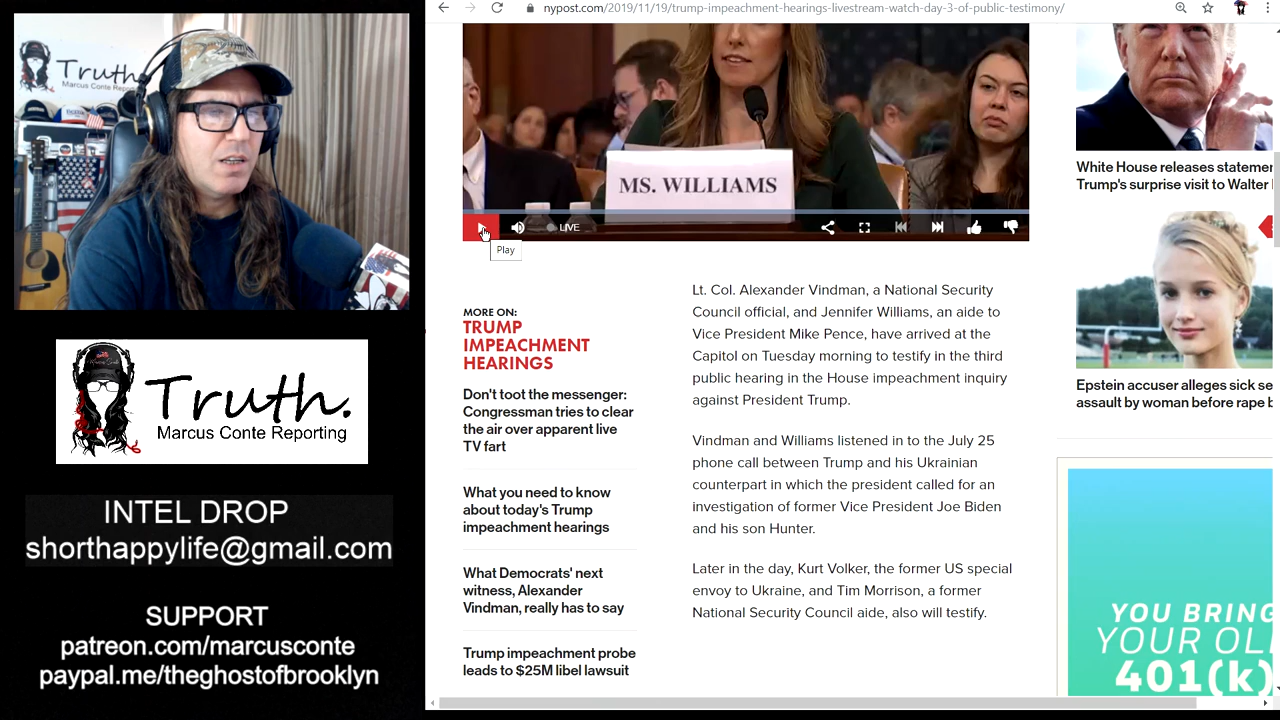 Truth.
Marcus Conte Repor
Truth.
Marcus Conte Reporting
INTEL DROP
shorthappylife@gmail.com
SUPPORT
patreon.com/marcusconte
paypal.me/theghostofbrooklyn
nypost.com/2019/11/19/trump-impeachment-hearings-livestream-watch-day-3-of-public-testimony/
MS. WILLIAMS
LIVE
Play
MORE ON:
TRUMP
IMPEACHMENT
HEARINGS
Don't toot the messenger:
Congressman tries to clear
the air over apparent live
TV fart
What you need to know
about today's Trump
impeachment hearings
What Democrats' next
witness, Alexander
Vindman, really has to say
Trump impeachment probe
leads to $25M libel lawsuit
Lt. Col. Alexander Vindman, a National Security
Council official, and Jennifer Williams, an aide to
Vice President Mike Pence, have arrived at the
Capitol on Tuesday morning to testify in the third
public hearing in the House impeachment inquiry
against President Trump.
Vindman and Williams listened in to the July 25
phone call between Trump and his Ukrainian
counterpart in which the president called for an
investigation of former Vice President Joe Biden
and his son Hunter.
Later in the day, Kurt Volker, the former US special
envoy to Ukraine, and Tim Morrison, a former
National Security Council aide, also will testify.
White House releases stateme
Trump's surprise visit to Walter
Epstein accuser alleges sick se
assault by woman before rape b
YOU BRING
YOUR OL
401(k)